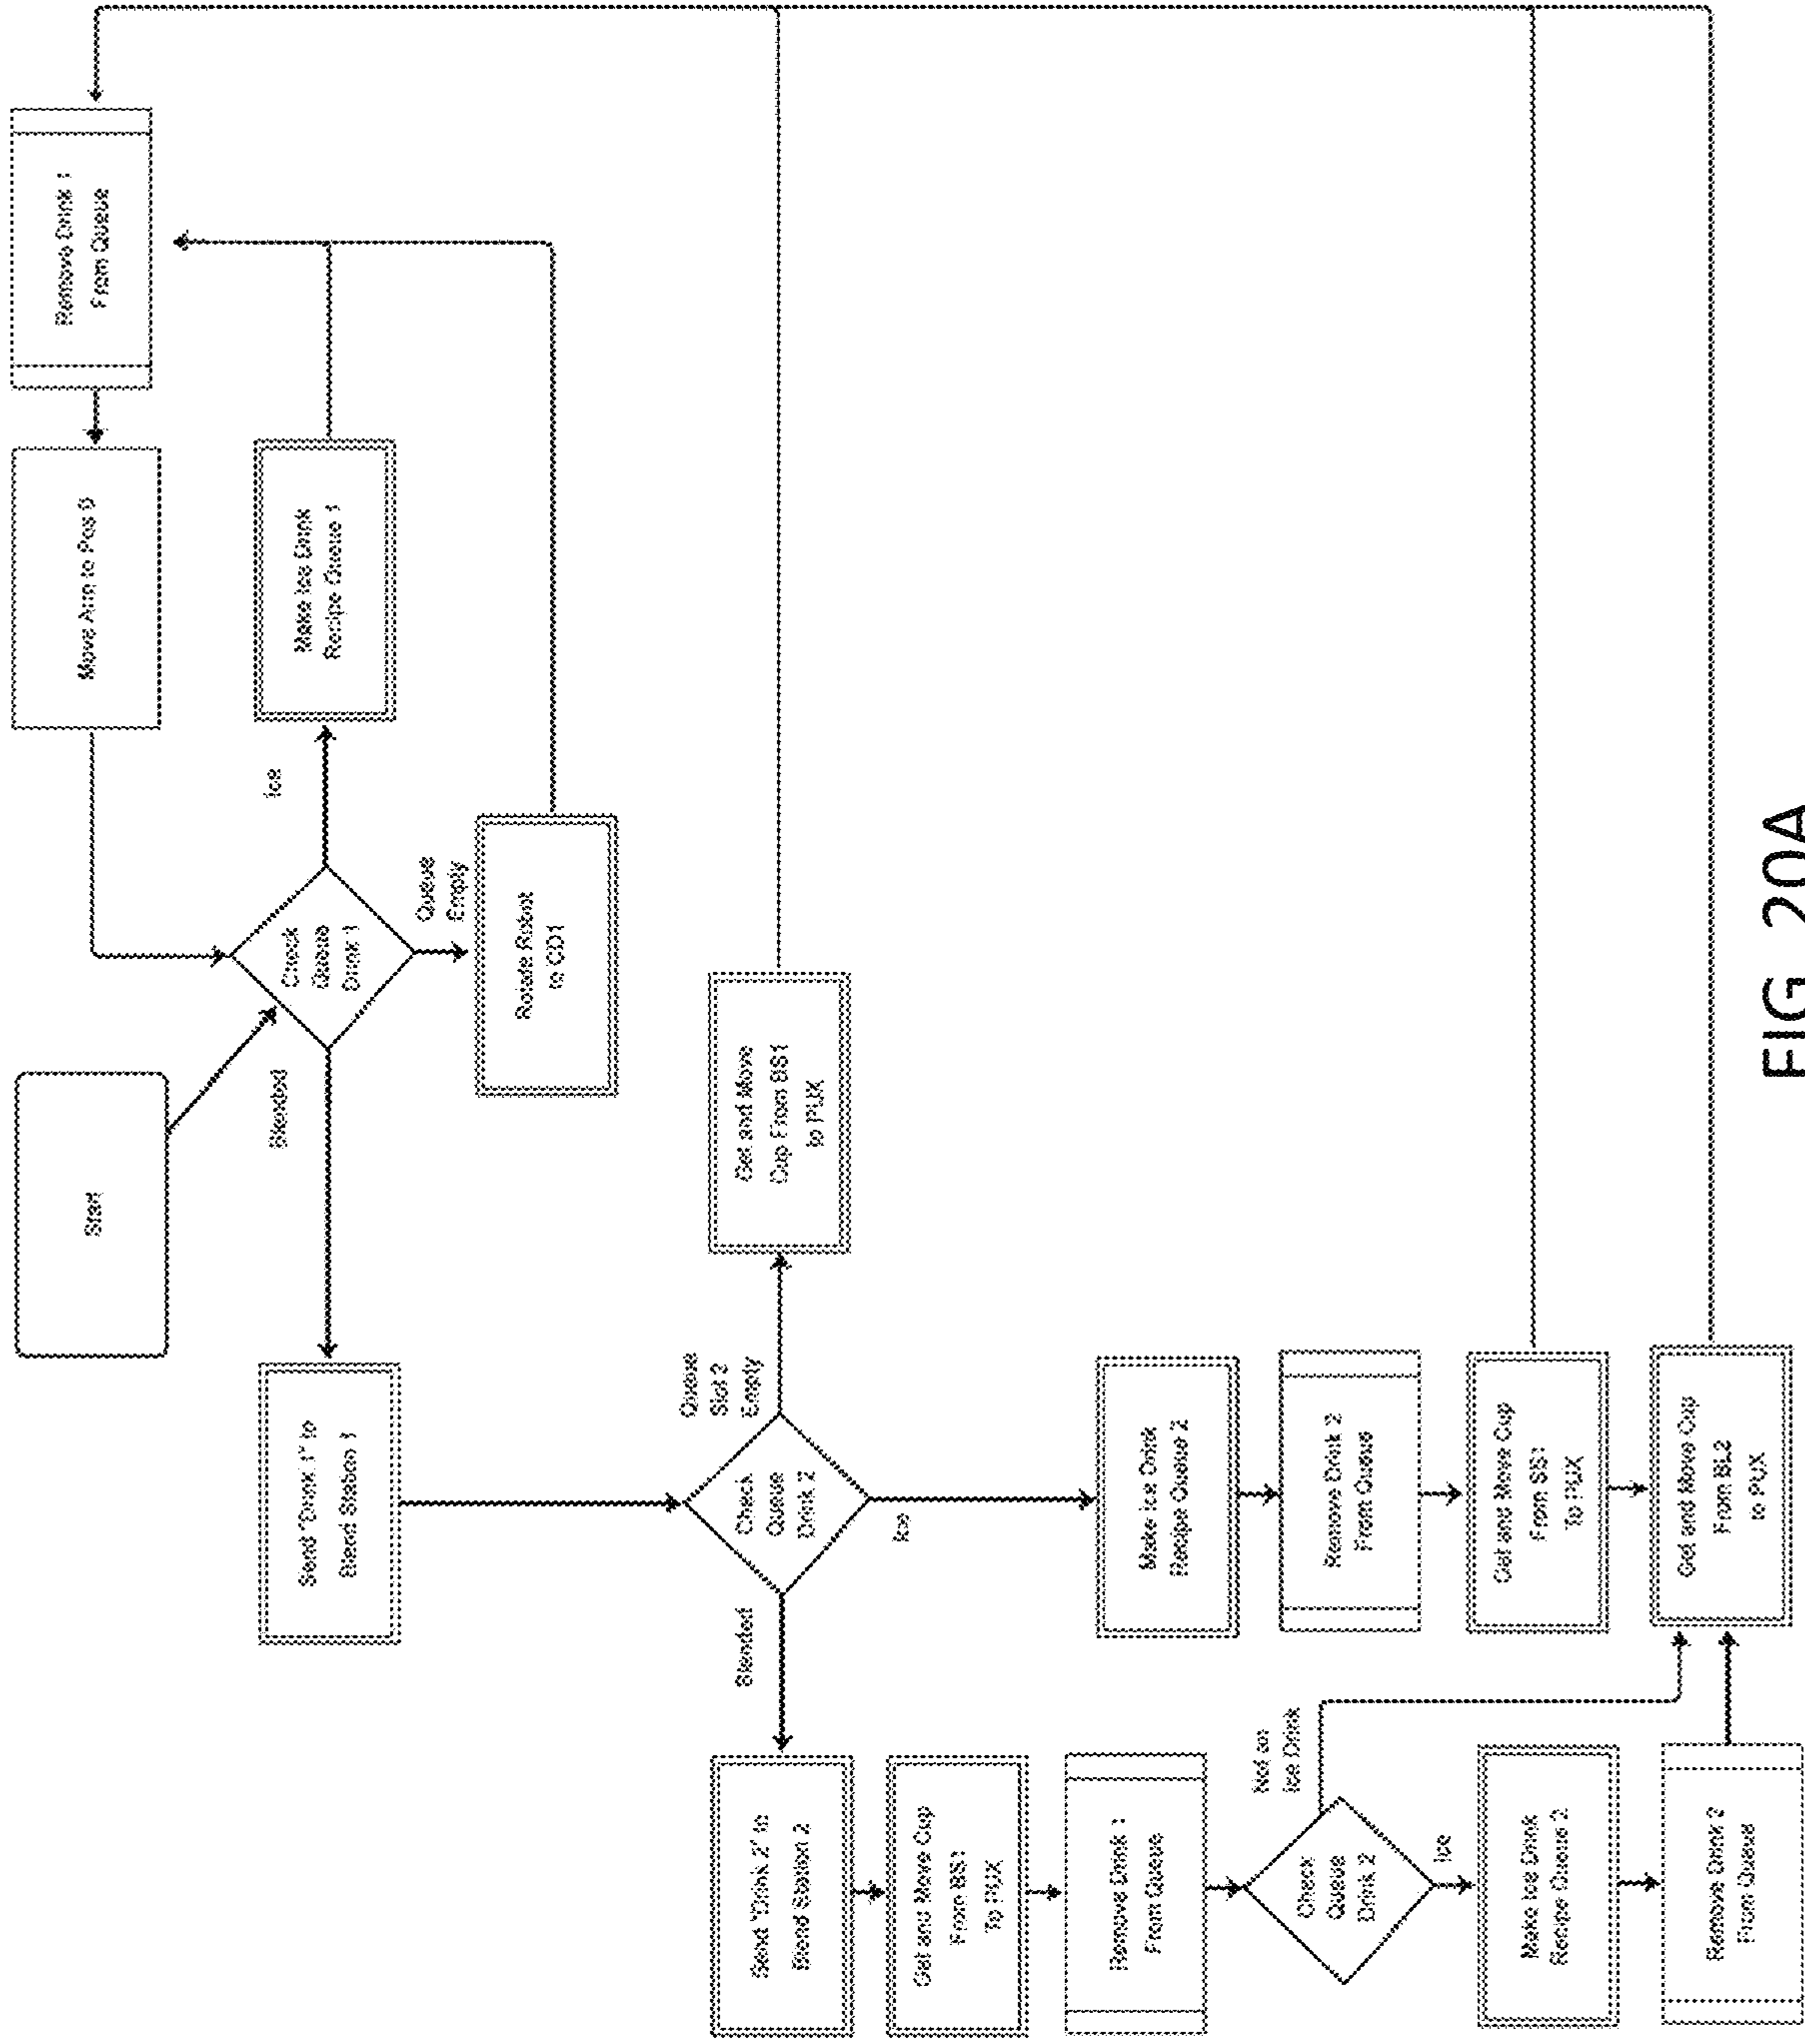 Start
Move Arm to Pos 0
Remove Drink 1
From Queue
Blended
Check
Queue
Drink 1
Ice
Make Ice Drink
Recipe Queue 1
Queue
Empty
Rotate Robot
to CD1
Send "Drink 1" to
Blend Station 1
Queue
Slot 2
Empty
Get and Move
Cup From BS1
to PUX
Blended
Check
Queue
Drink 2
Ice
Send "Drink 2" to
Blend Station 2
Get and Move Cup
From BS1
To PUX
Remove Drink 1
From Queue
Not an
Ice Drink
Check
Queue
Drink 2
Ice
Make Ice Drink
Recipe Queue 2
Remove Drink 2
From Queue
Make Ice Drink
Recipe Queue 2
Remove Drink 2
From Queue
Get and Move Cup
From SS1
To PUX
Get and Move Cup
From BL2
to PUX
FIG. 20A